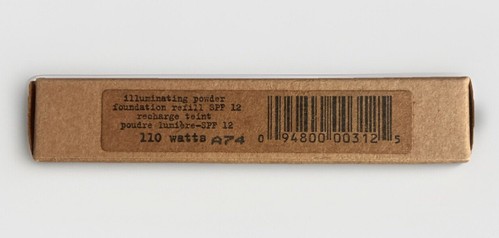 illuminating powder
foundation refill SPF 12
recharge teint
poudre lumière-SPF 12
110 watts A74
0 94800 00312 5